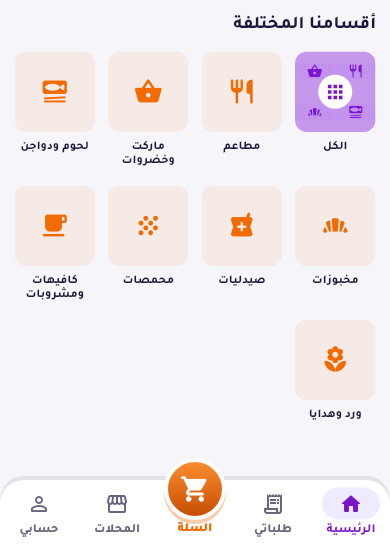 أقسامنا المختلفة
الكل
مطاعم
ماركت
وخضروات
لحوم ودواجن
مخبوزات
صيدليات
محمصات
كافيهات
ومشروبات
ورد وهدايا
الرئيسية
طلباتي
السلة
المحلات
حسابي